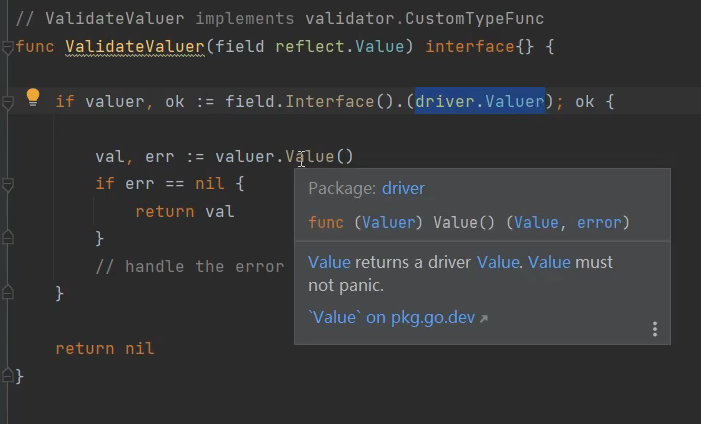 // ValidateValuer implements validator.CustomTypeFunc
func ValidateValuer(field reflect.Value) interface{} {
if valuer, ok := field.Interface().(driver.Valuer); ok {
val, err := valuer.Value()
if err == nil {
return val
}
// handle the error
}
return nil
}
Package: driver
func (Valuer) Value() (Value, error)
Value returns a driver Value. Value must
not panic.
`Value` on pkg.go.dev